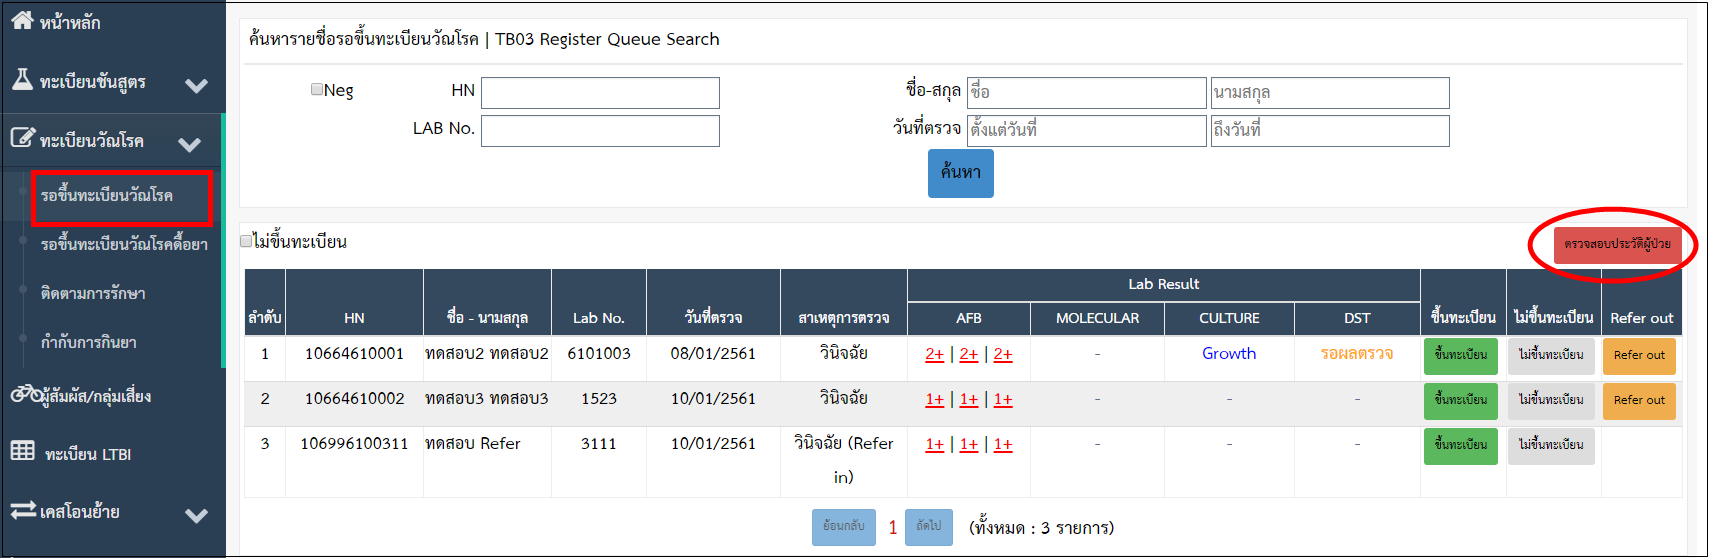 หน้าหลัก
ทะเบียนชันสูตร
ทะเบียนวัณโรค
รอขึ้นทะเบียนวัณโรค
รอขึ้นทะเบียนวัณโรคดื้อยา
ติดตามการรักษา
กำกับการกินยา
ผู้สัมผัส/กลุ่มเสี่ยง
ทะเบียน LTBI
เคสโอนย้าย
ค้นหารายชื่อรอขึ้นทะเบียนวัณโรค | TB03 Register Queue Search
Neg HN ชื่อ-สกุล ชื่อ นามสกุล
LAB No. วันที่ตรวจ ตั้งแต่วันที่ ถึงวันที่
ค้นหา
ไม่ขึ้นทะเบียน ตรวจสอบประวัติผู้ป่วย
Lab Result
ลำดับ HN ชื่อ - นามสกุล Lab No. วันที่ตรวจ สาเหตุการตรวจ AFB MOLECULAR CULTURE DST ขึ้นทะเบียน ไม่ขึ้นทะเบียน Refer out
1 10664610001 ทดสอบ2 ทดสอบ2 6101003 08/01/2561 วินิจฉัย 2+ | 2+ | 2+ - Growth รอผลตรวจ ขึ้นทะเบียน ไม่ขึ้นทะเบียน Refer out
2 10664610002 ทดสอบ3 ทดสอบ3 1523 10/01/2561 วินิจฉัย 1+ | 1+ | 1+ - - - ขึ้นทะเบียน ไม่ขึ้นทะเบียน Refer out
3 106996100311 ทดสอบ Refer 3111 10/01/2561 วินิจฉัย (Refer 1+ | 1+ | 1+ - - - ขึ้นทะเบียน ไม่ขึ้นทะเบียน
in)
ย้อนกลับ 1 ถัดไป (ทั้งหมด : 3 รายการ)